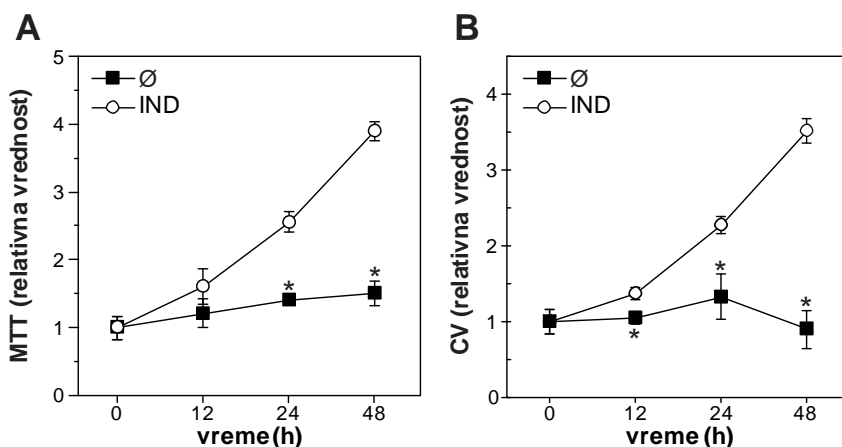 A
MTT (relativna vrednost)
5
4
3
2
1
0
Ø
IND
*
*
0
12
24
48
vreme (h)
B
CV (relativna vrednost)
4
3
2
1
0
Ø
IND
*
*
*
0
12
24
48
vreme (h)